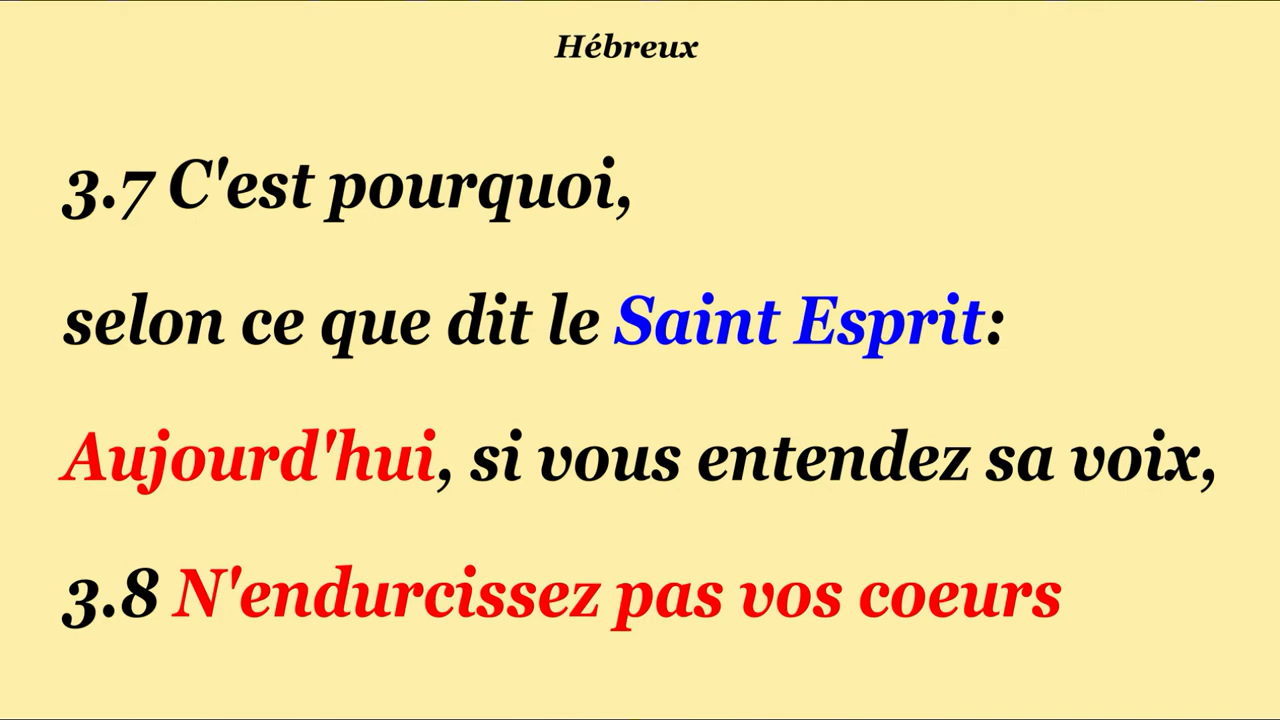 Hébreux
3.7 C'est pourquoi,
selon ce que dit le Saint Esprit:
Aujourd'hui, si vous entendez sa voix,
3.8 N'endurcissez pas vos coeurs